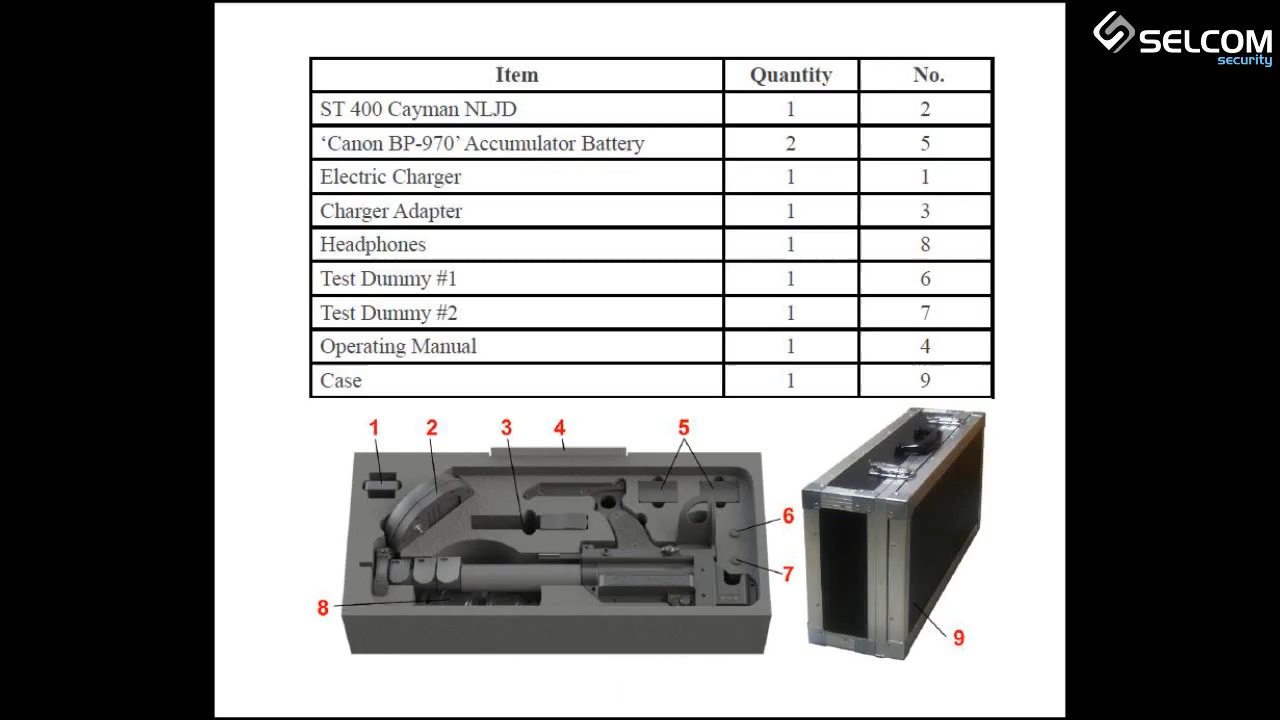 SELCOM
security
Item Quantity No.
ST 400 Cayman NLJD 1 2
‘Canon BP-970’ Accumulator Battery 2 5
Electric Charger 1 1
Charger Adapter 1 3
Headphones 1 8
Test Dummy #1 1 6
Test Dummy #2 1 7
Operating Manual 1 4
Case 1 9
1 2 3 4 5
6
7
8
9